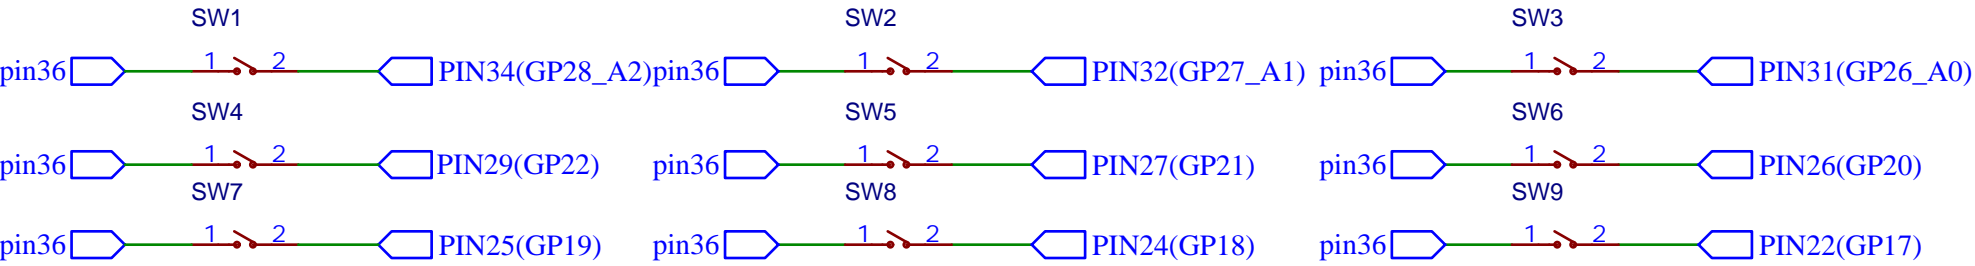 SW1 SW2 SW3
pin36 1 2 PIN34(GP28_A2) pin36 1 2 PIN32(GP27_A1) pin36 1 2 PIN31(GP26_A0)
SW4 SW5 SW6
pin36 1 2 PIN29(GP22) pin36 1 2 PIN27(GP21) pin36 1 2 PIN26(GP20)
SW7 SW8 SW9
pin36 1 2 PIN25(GP19) pin36 1 2 PIN24(GP18) pin36 1 2 PIN22(GP17)